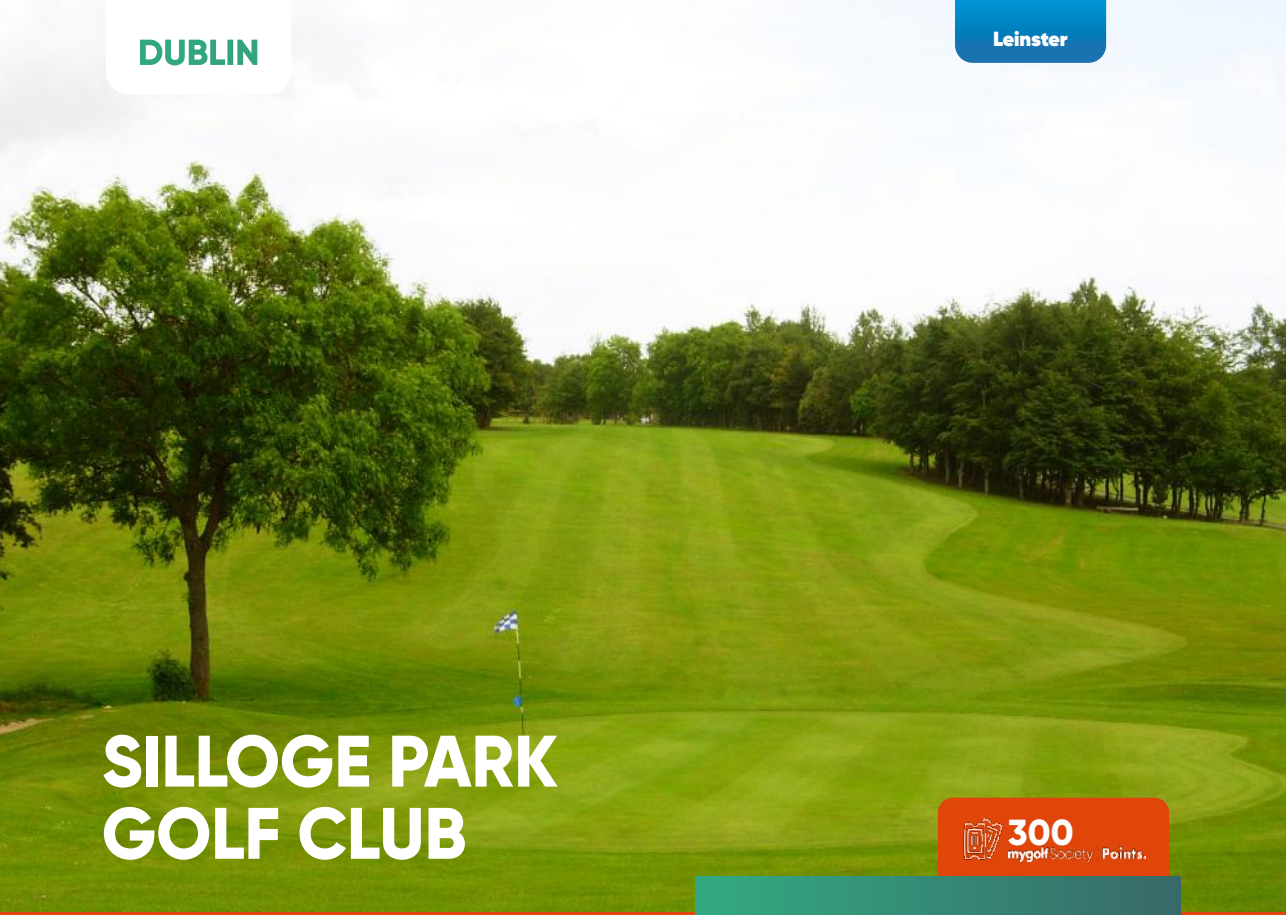 DUBLIN
Leinster
SILLOGE PARK
GOLF CLUB
300
mygolf Society Points.